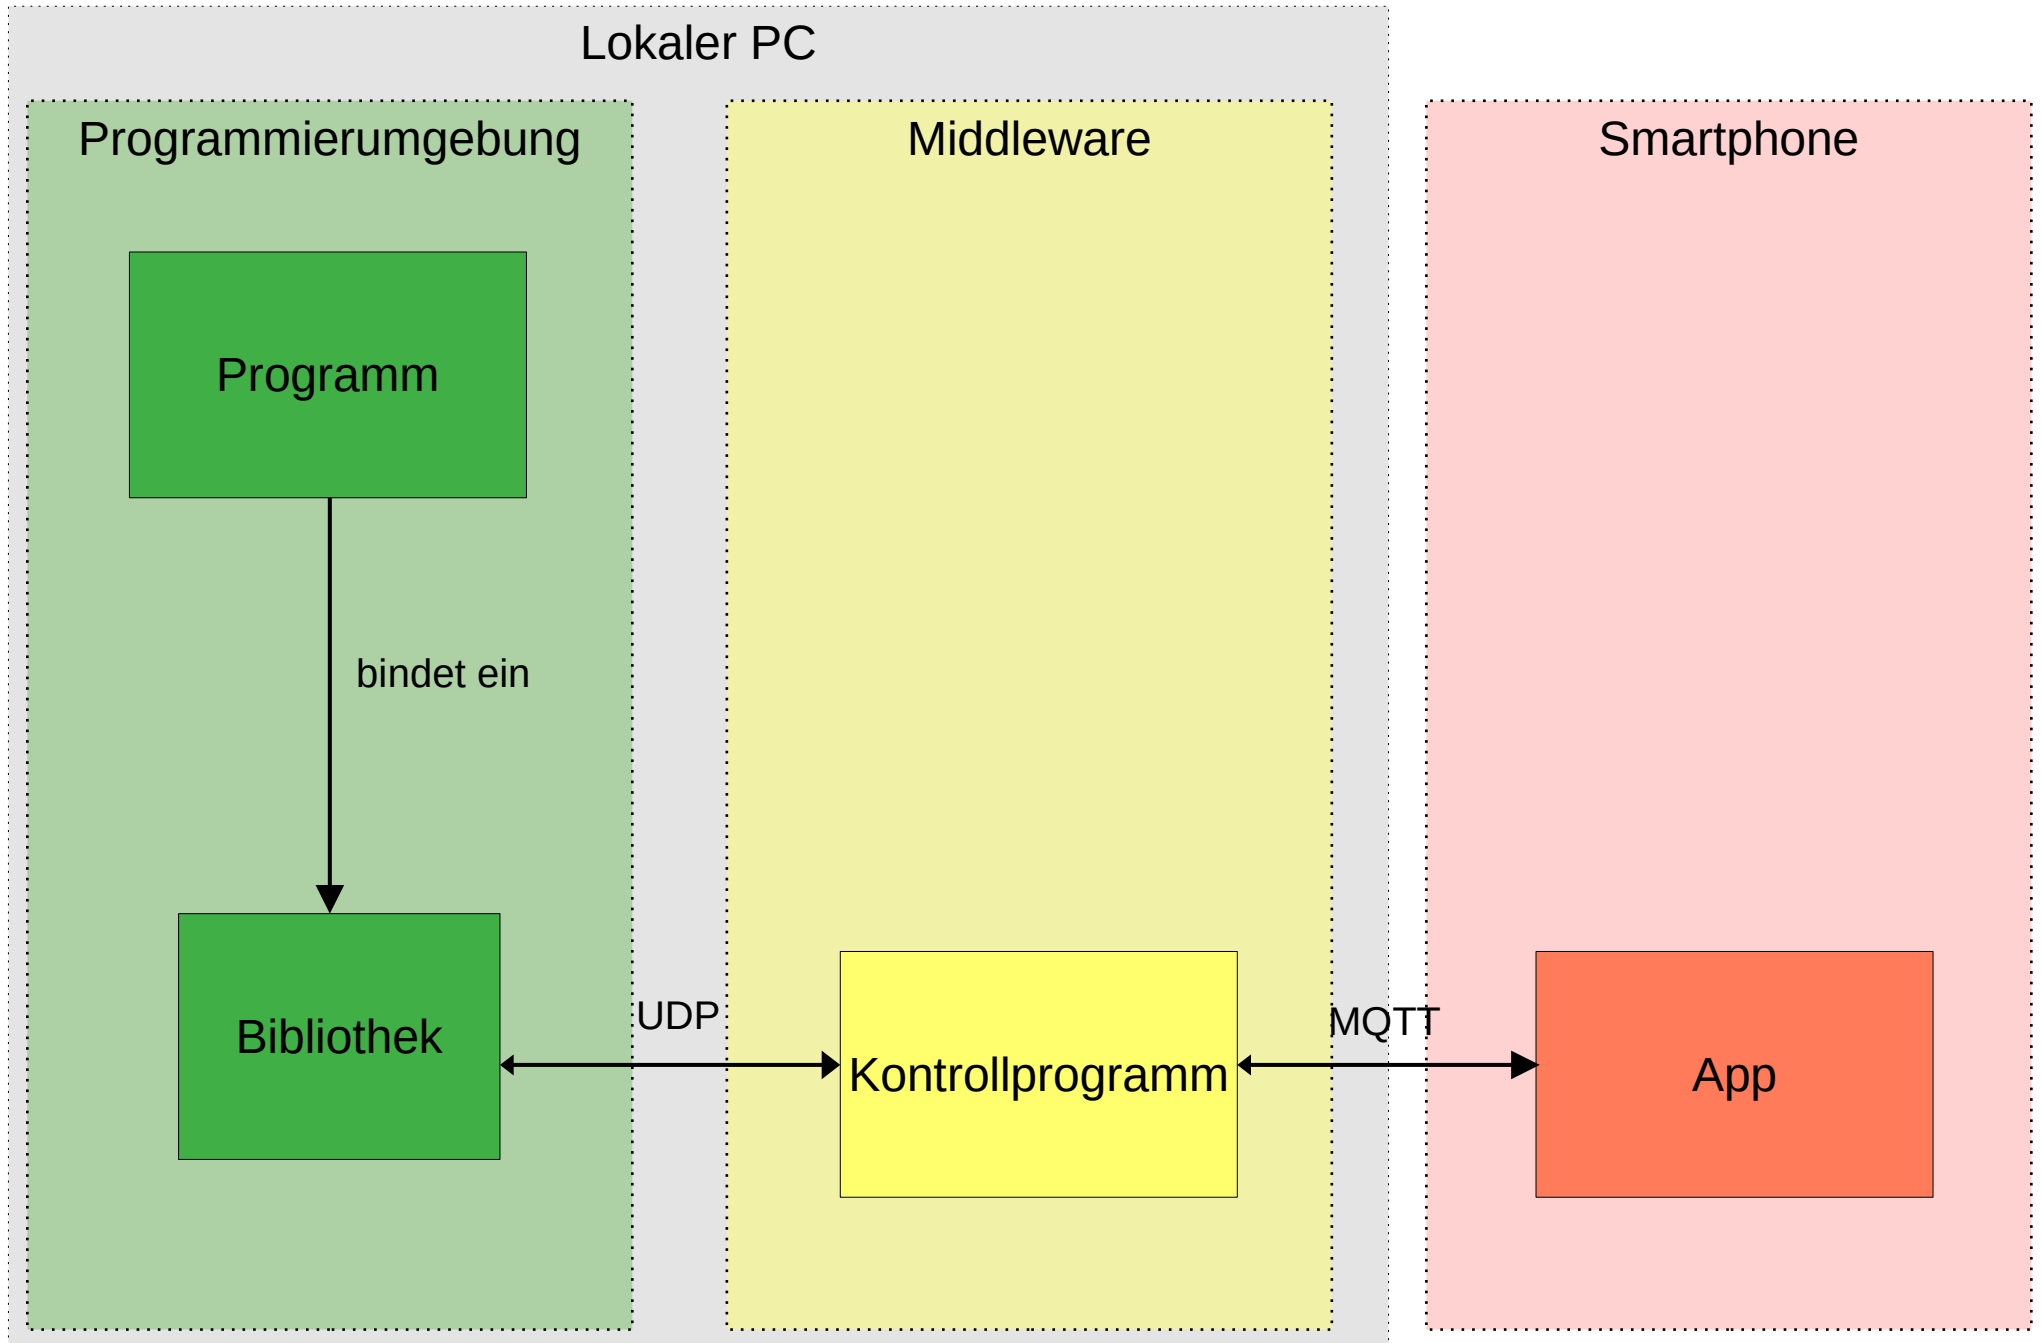 Lokaler PC
Programmierumgebung
Middleware
Smartphone
Programm
bindet ein
Bibliothek
UDP
Kontrollprogramm
MQTT
App